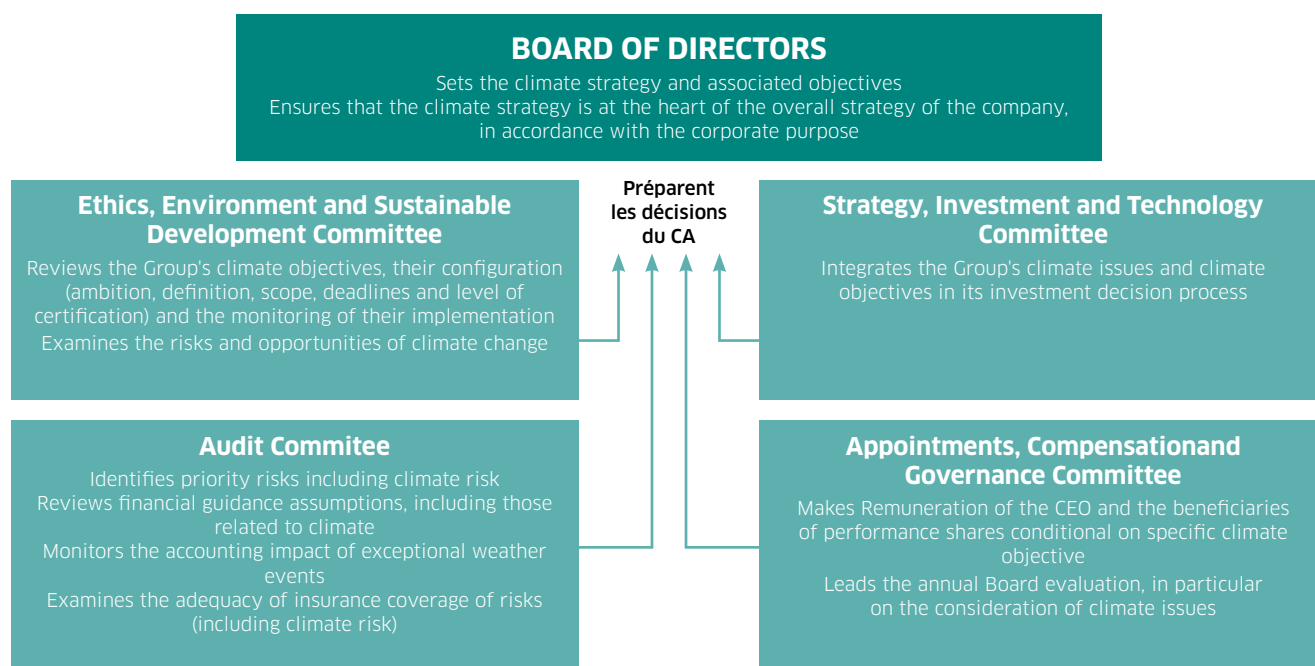 BOARD OF DIRECTORS
Sets the climate strategy and associated objectives
Ensures that the climate strategy is at the heart of the overall strategy of the company,
in accordance with the corporate purpose
Ethics, Environment and Sustainable
Development Committee
Reviews the Group's climate objectives, their configuration
(ambition, definition, scope, deadlines and level of
certification) and the monitoring of their implementation
Examines the risks and opportunities of climate change
Préparent
les décisions
du CA
Strategy, Investment and Technology
Committee
Integrates the Group's climate issues and climate
objectives in its investment decision process
Audit Commitee
Identifies priority risks including climate risk
Reviews financial guidance assumptions, including those
related to climate
Monitors the accounting impact of exceptional weather
events
Examines the adequacy of insurance coverage of risks
(including climate risk)
Appointments, Compensationand
Governance Committee
Makes Remuneration of the CEO and the beneficiaries
of performance shares conditional on specific climate
objective
Leads the annual Board evaluation, in particular
on the consideration of climate issues